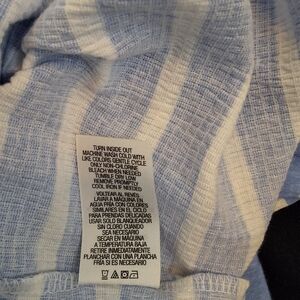 TURN INSIDE OUT
MACHINE WASH COLD WITH
LIKE COLORS GENTLE CYCLE
ONLY NON-CHLORINE
BLEACH WHEN NEEDED
TUMBLE DRY LOW
REMOVE PROMPTLY
COOL IRON IF NEEDED
VOLTEAR AL REVES
LAVAR A MAQUINA EN
AGUA FRIA COLORES
SIMILARES EN EL CICLO
PARA PRENDAS DELICADAS
USAR SOLO BLANQUEADOR
SIN CLORO CUANDO
SEA NECESARIO
SECAR EN MAQUINA
A TEMPERATURA BAJA
RETIRE INMEDIATAMENTE
PLANCHAR CON UNA PLANCHA
FRIA SI ES NECESARIO